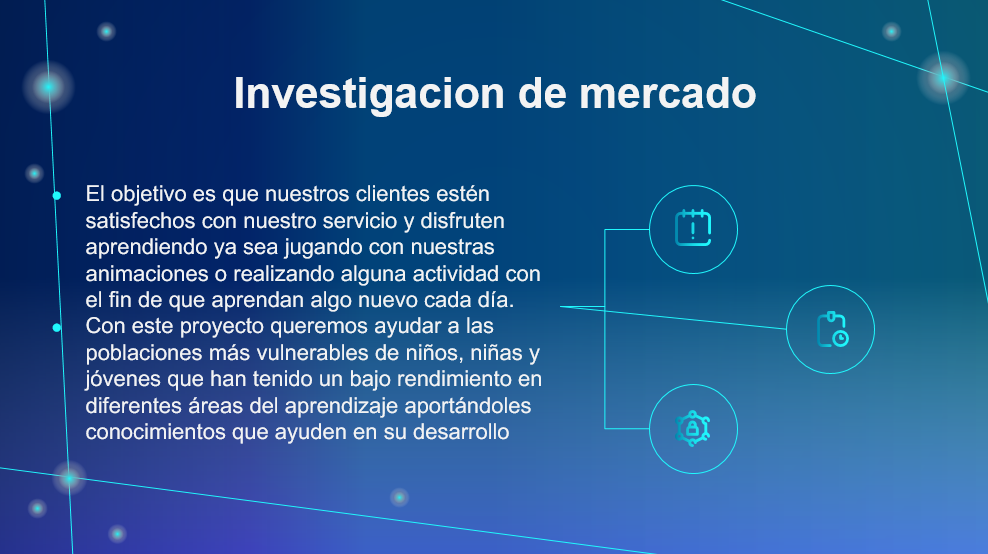 Investigacion de mercado
El objetivo es que nuestros clientes estén
satisfechos con nuestro servicio y disfruten
aprendiendo ya sea jugando con nuestras
animaciones o realizando alguna actividad con
el fin de que aprendan algo nuevo cada día.
Con este proyecto queremos ayudar a las
poblaciones más vulnerables de niños, niñas y
jóvenes que han tenido un bajo rendimiento en
diferentes áreas del aprendizaje aportándoles
conocimientos que ayuden en su desarrollo